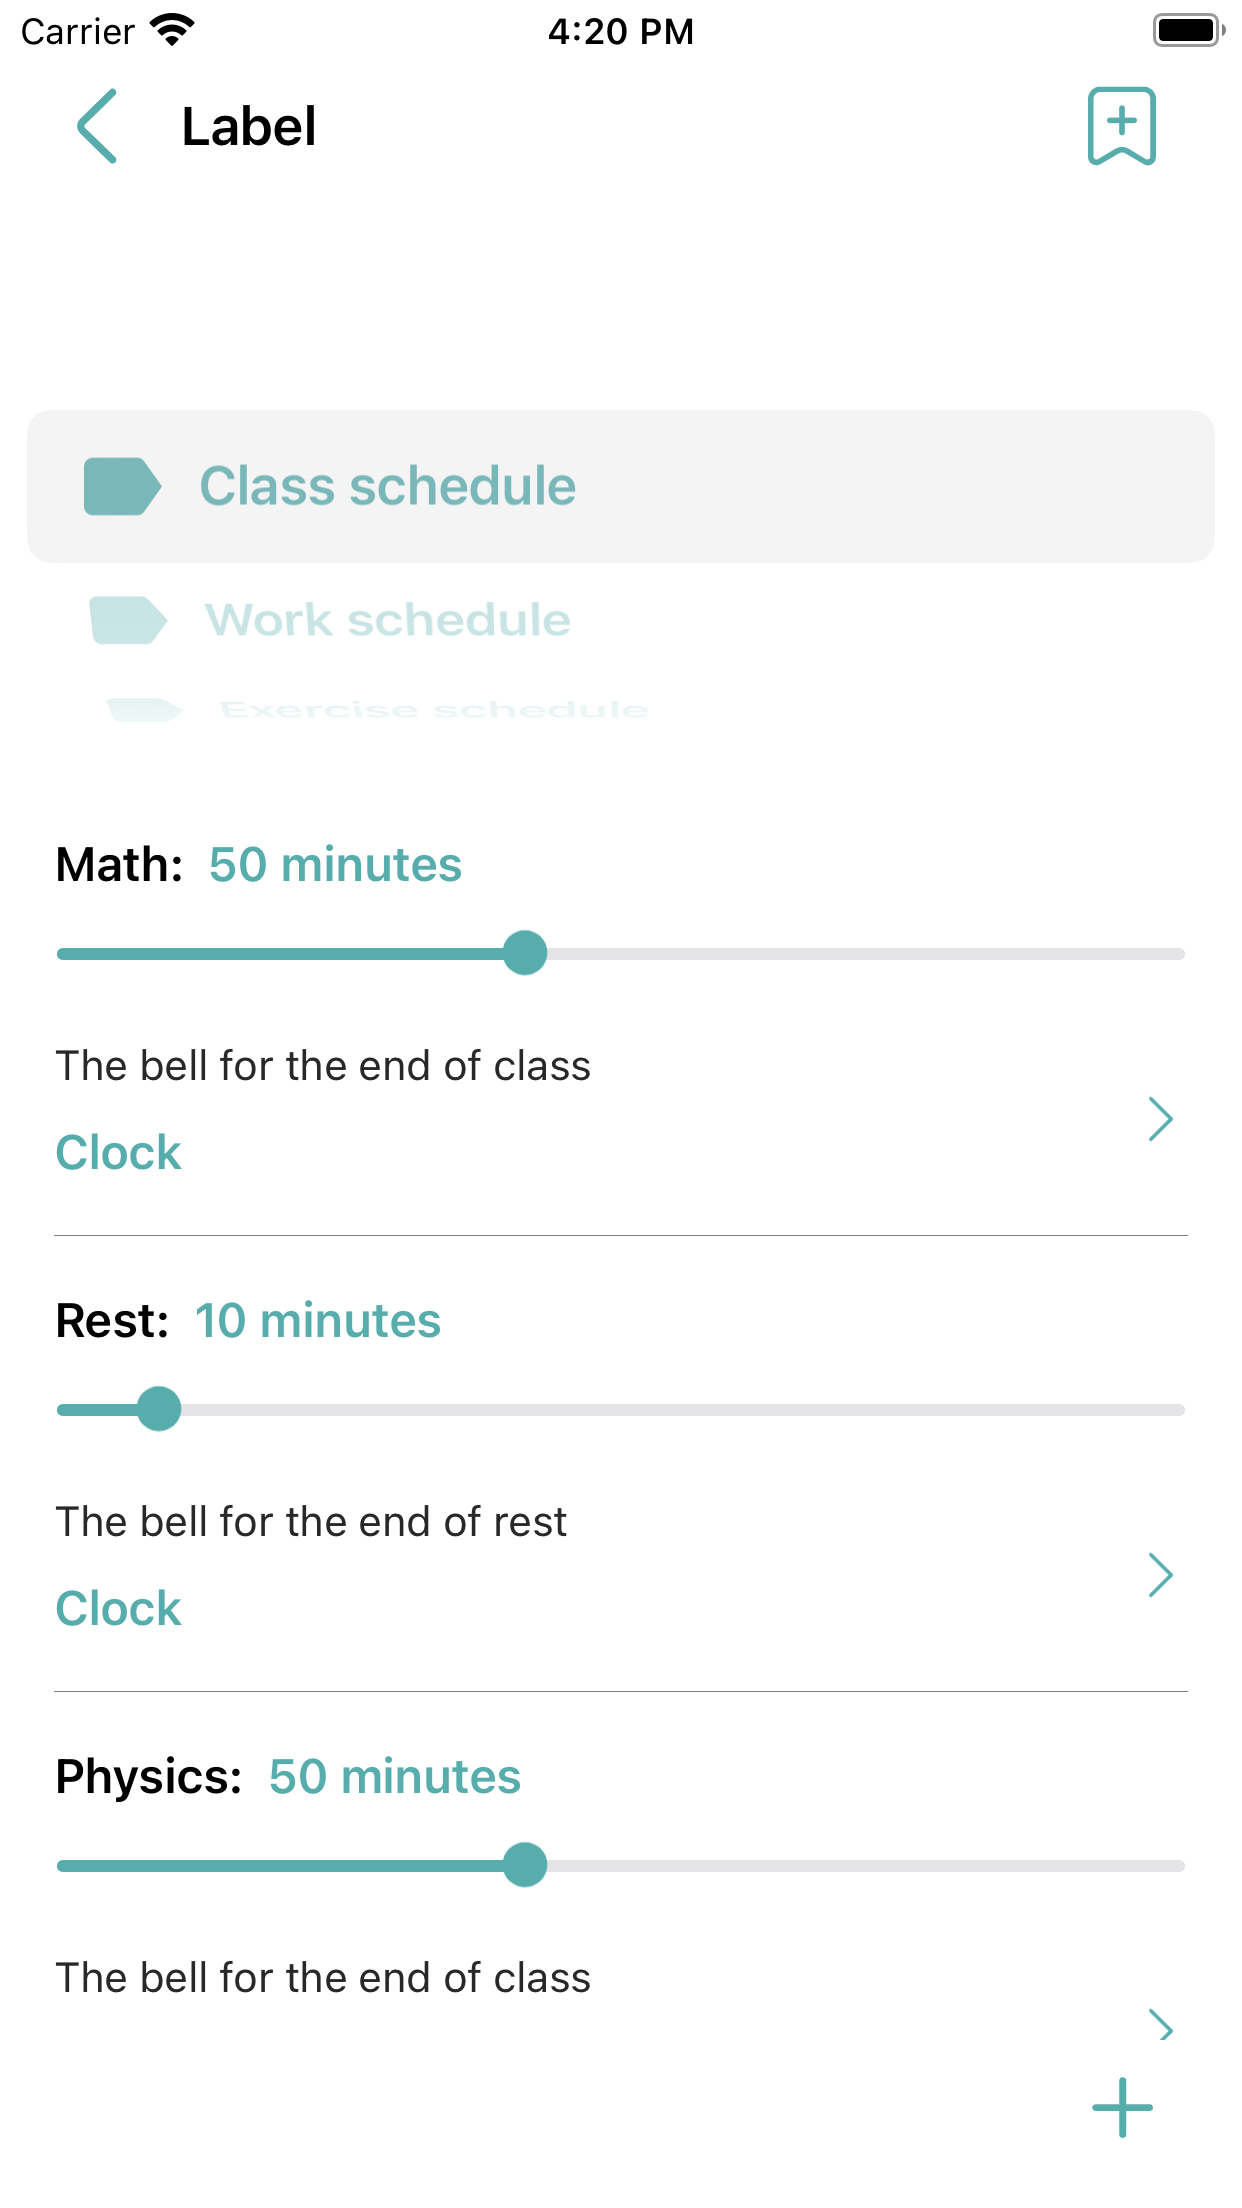 Carrier 4:20 PM
Label
Class schedule
Work schedule
Exercise schedule
Math: 50 minutes
The bell for the end of class
Clock
Rest: 10 minutes
The bell for the end of rest
Clock
Physics: 50 minutes
The bell for the end of class